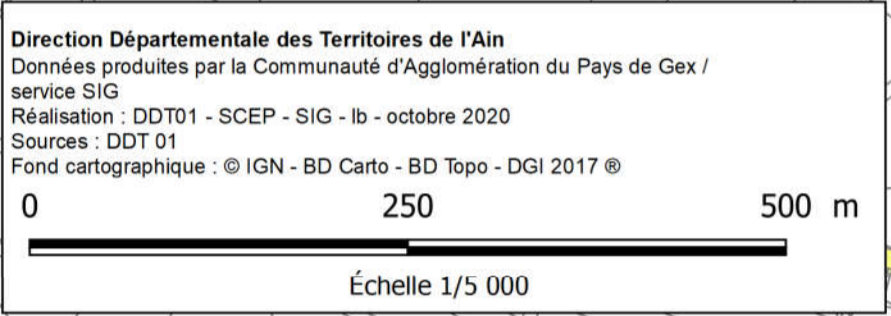 Direction Départementale des Territoires de l'Ain
Données produites par la Communauté d'Agglomération du Pays de Gex /
service SIG
Réalisation : DDT01 - SCEP - SIG - lb - octobre 2020
Sources : DDT 01
Fond cartographique : © IGN - BD Carto - BD Topo - DGI 2017 ®
0 250 500 m
Échelle 1/5 000